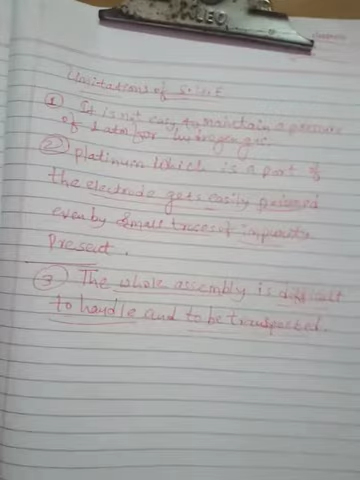 SOLO
Limitations of S.H.E
① It is not easy to maintain a pressure
of 1 atm for hydrogen gas.
② platinum which is a part of
the electrode gets easily poisoned
even by small traces of impurity
present.
③ The whole assembly is difficult
to handle and to be transported.